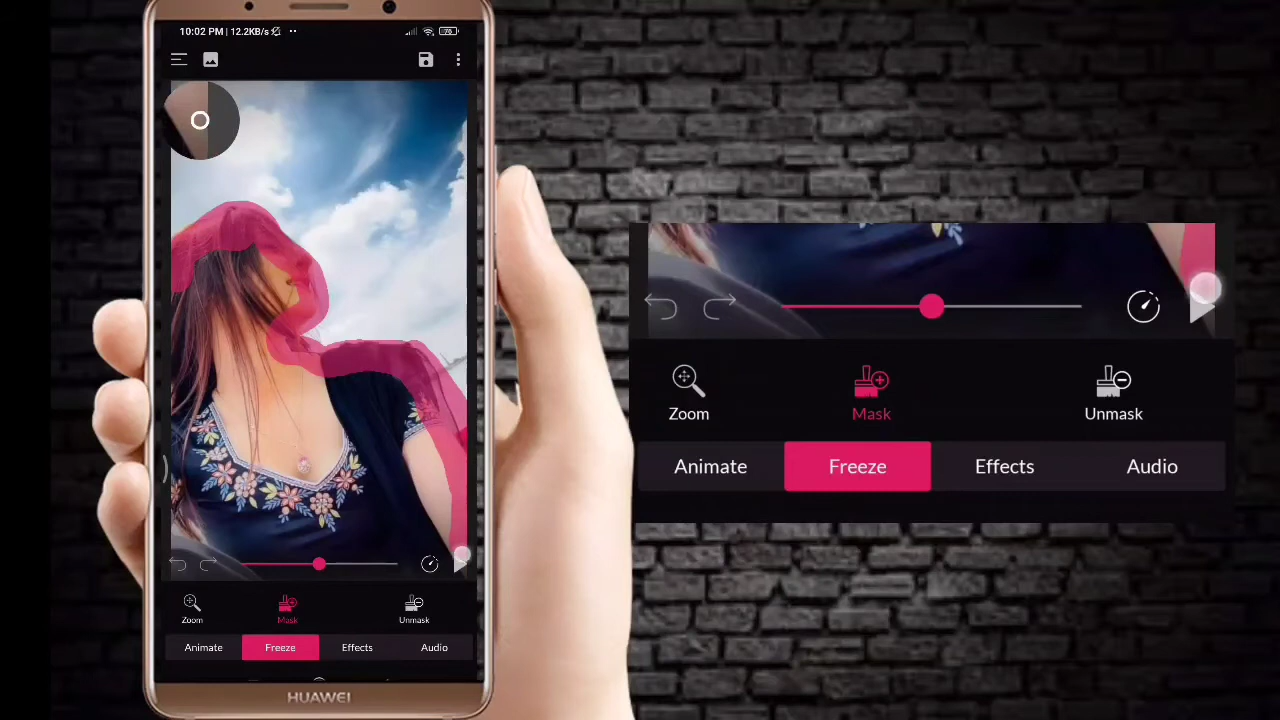 10:02 PM | 12.2KB/s
Zoom
Mask
Unmask
Animate
Freeze
Effects
Audio
HUAWEI
Zoom
Mask
Unmask
Animate
Freeze
Effects
Audio